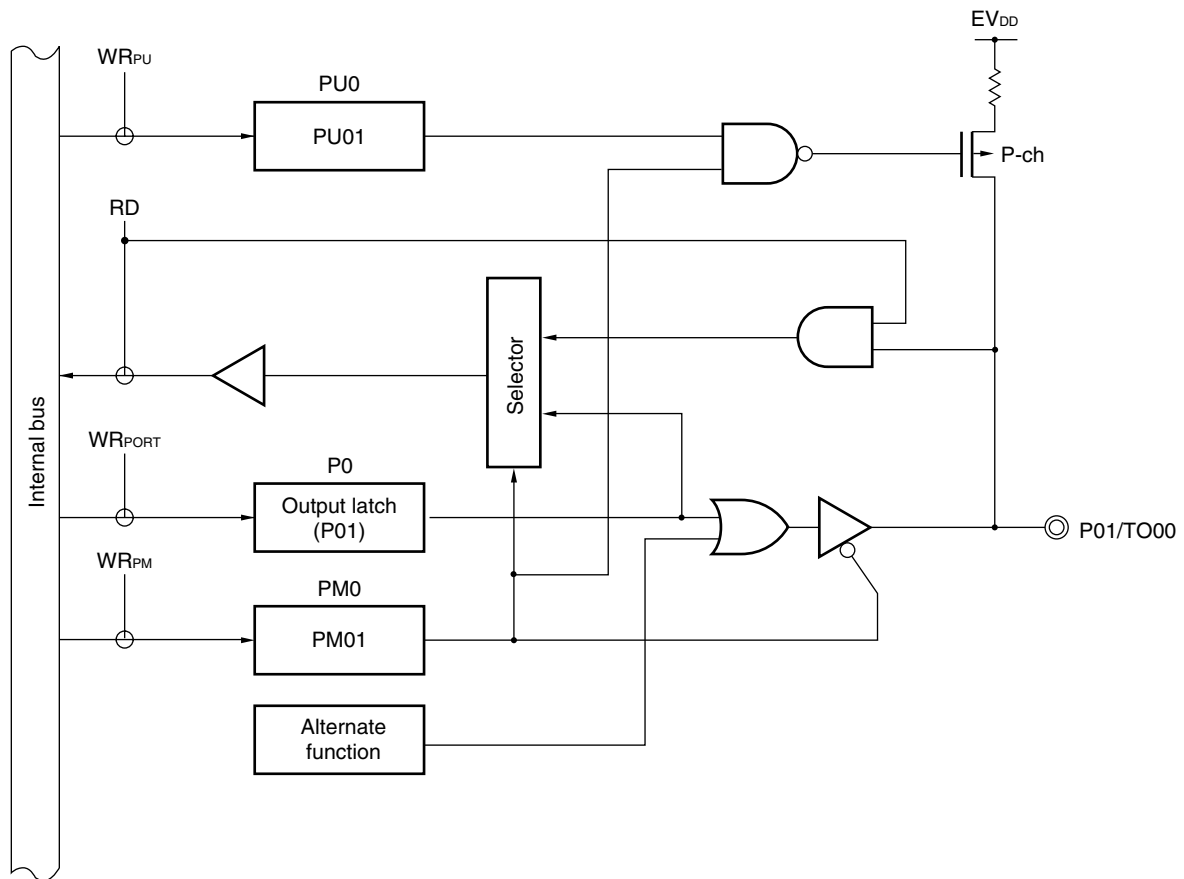 EVDD
WRPU
PU0
PU01
P-ch
RD
Selector
Internal bus
WRPORT
P0
Output latch
(P01)
P01/TO00
WRPM
PM0
PM01
Alternate
function